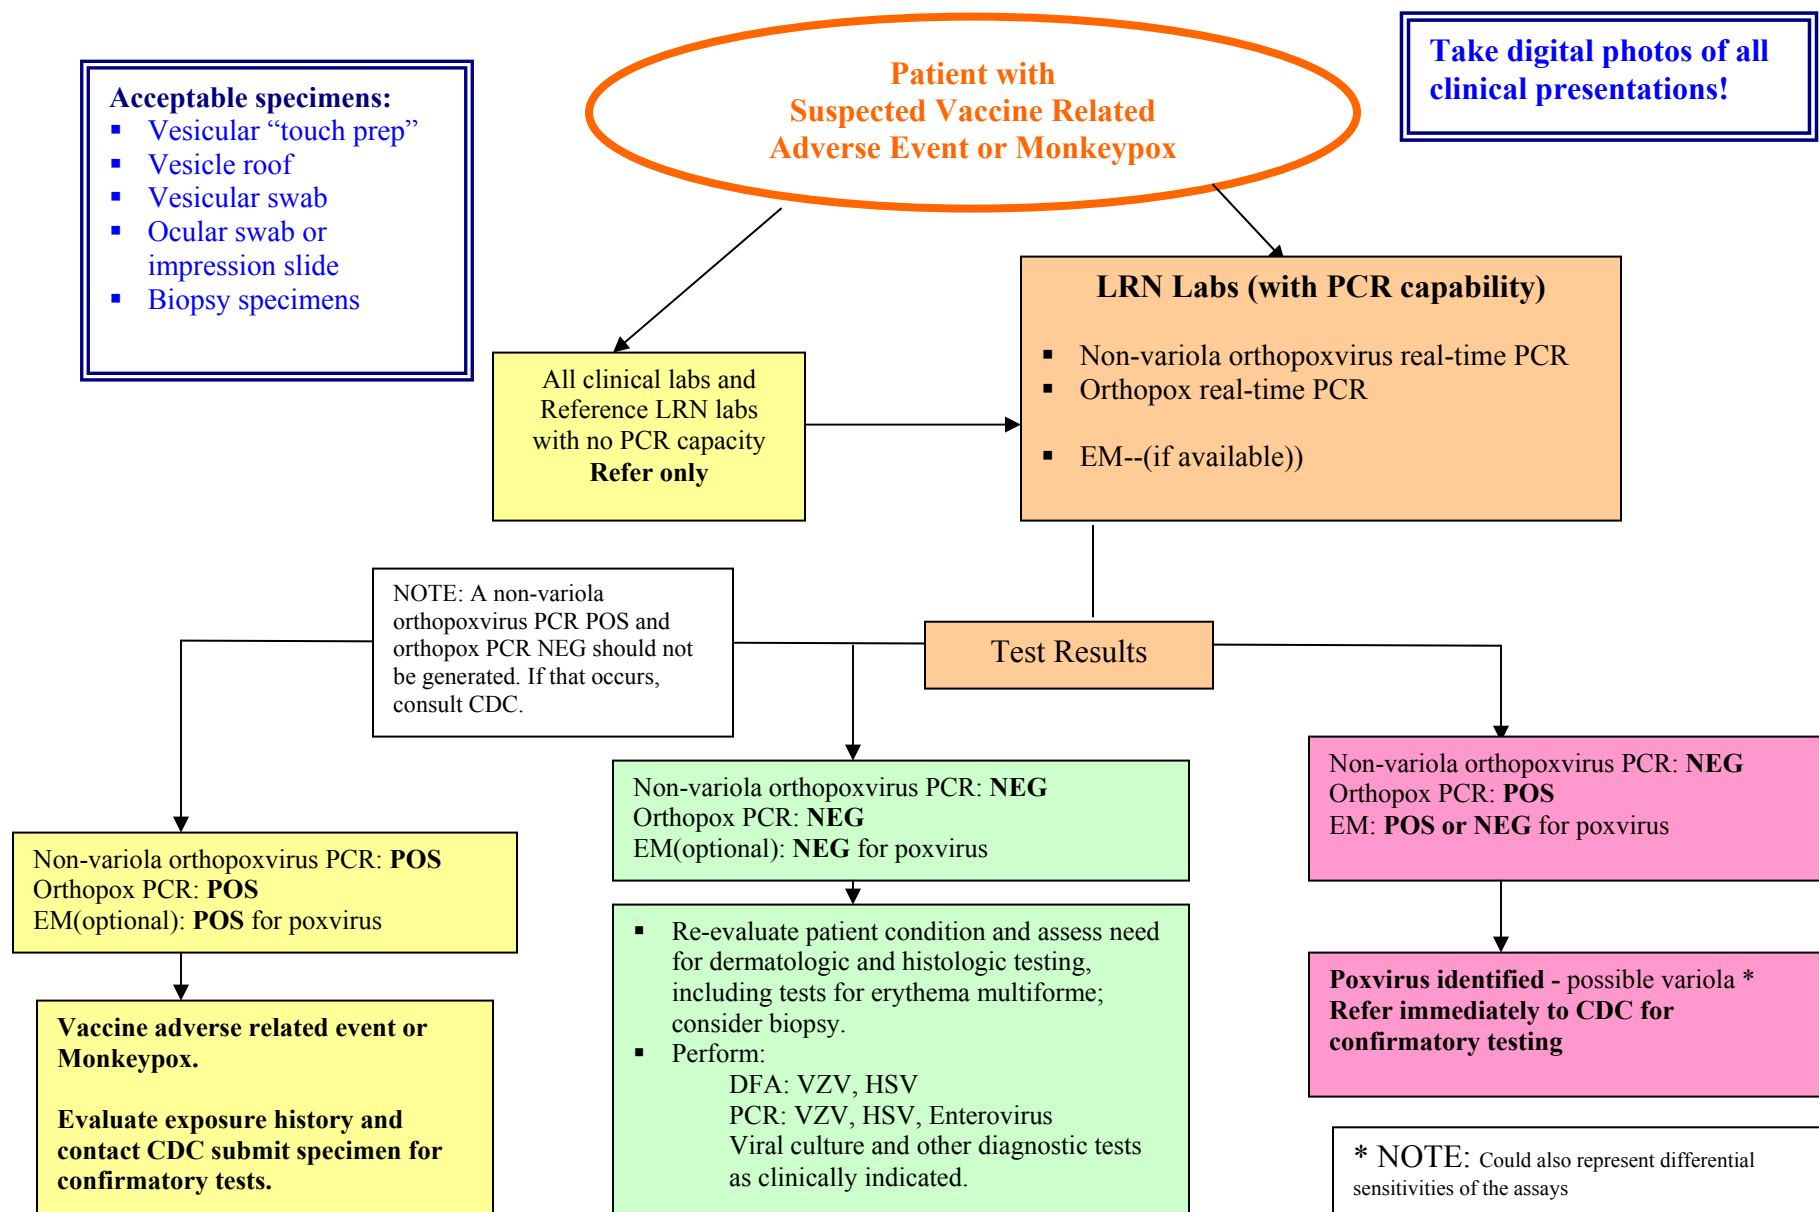 Acceptable specimens:
▪ Vesicular “touch prep”
▪ Vesicle roof
▪ Vesicular swab
▪ Ocular swab or
impression slide
▪ Biopsy specimens
Patient with
Suspected Vaccine Related
Adverse Event or Monkeypox
Take digital photos of all
clinical presentations!
All clinical labs and
Reference LRN labs
with no PCR capacity
Refer only
LRN Labs (with PCR capability)
▪ Non-variola orthopoxvirus real-time PCR
▪ Orthopox real-time PCR
▪ EM--(if available))
NOTE: A non-variola
orthopoxvirus PCR POS and
orthopox PCR NEG should not
be generated. If that occurs,
consult CDC.
Test Results
Non-variola orthopoxvirus PCR: POS
Orthopox PCR: POS
EM(optional): POS for poxvirus
Vaccine adverse related event or
Monkeypox.
Evaluate exposure history and
contact CDC submit specimen for
confirmatory tests.
Non-variola orthopoxvirus PCR: NEG
Orthopox PCR: NEG
EM(optional): NEG for poxvirus
▪ Re-evaluate patient condition and assess need
for dermatologic and histologic testing,
including tests for erythema multiforme;
consider biopsy.
▪ Perform:
DFA: VZV, HSV
PCR: VZV, HSV, Enterovirus
Viral culture and other diagnostic tests
as clinically indicated.
Non-variola orthopoxvirus PCR: NEG
Orthopox PCR: POS
EM: POS or NEG for poxvirus
Poxvirus identified - possible variola *
Refer immediately to CDC for
confirmatory testing
* NOTE: Could also represent differential
sensitivities of the assays